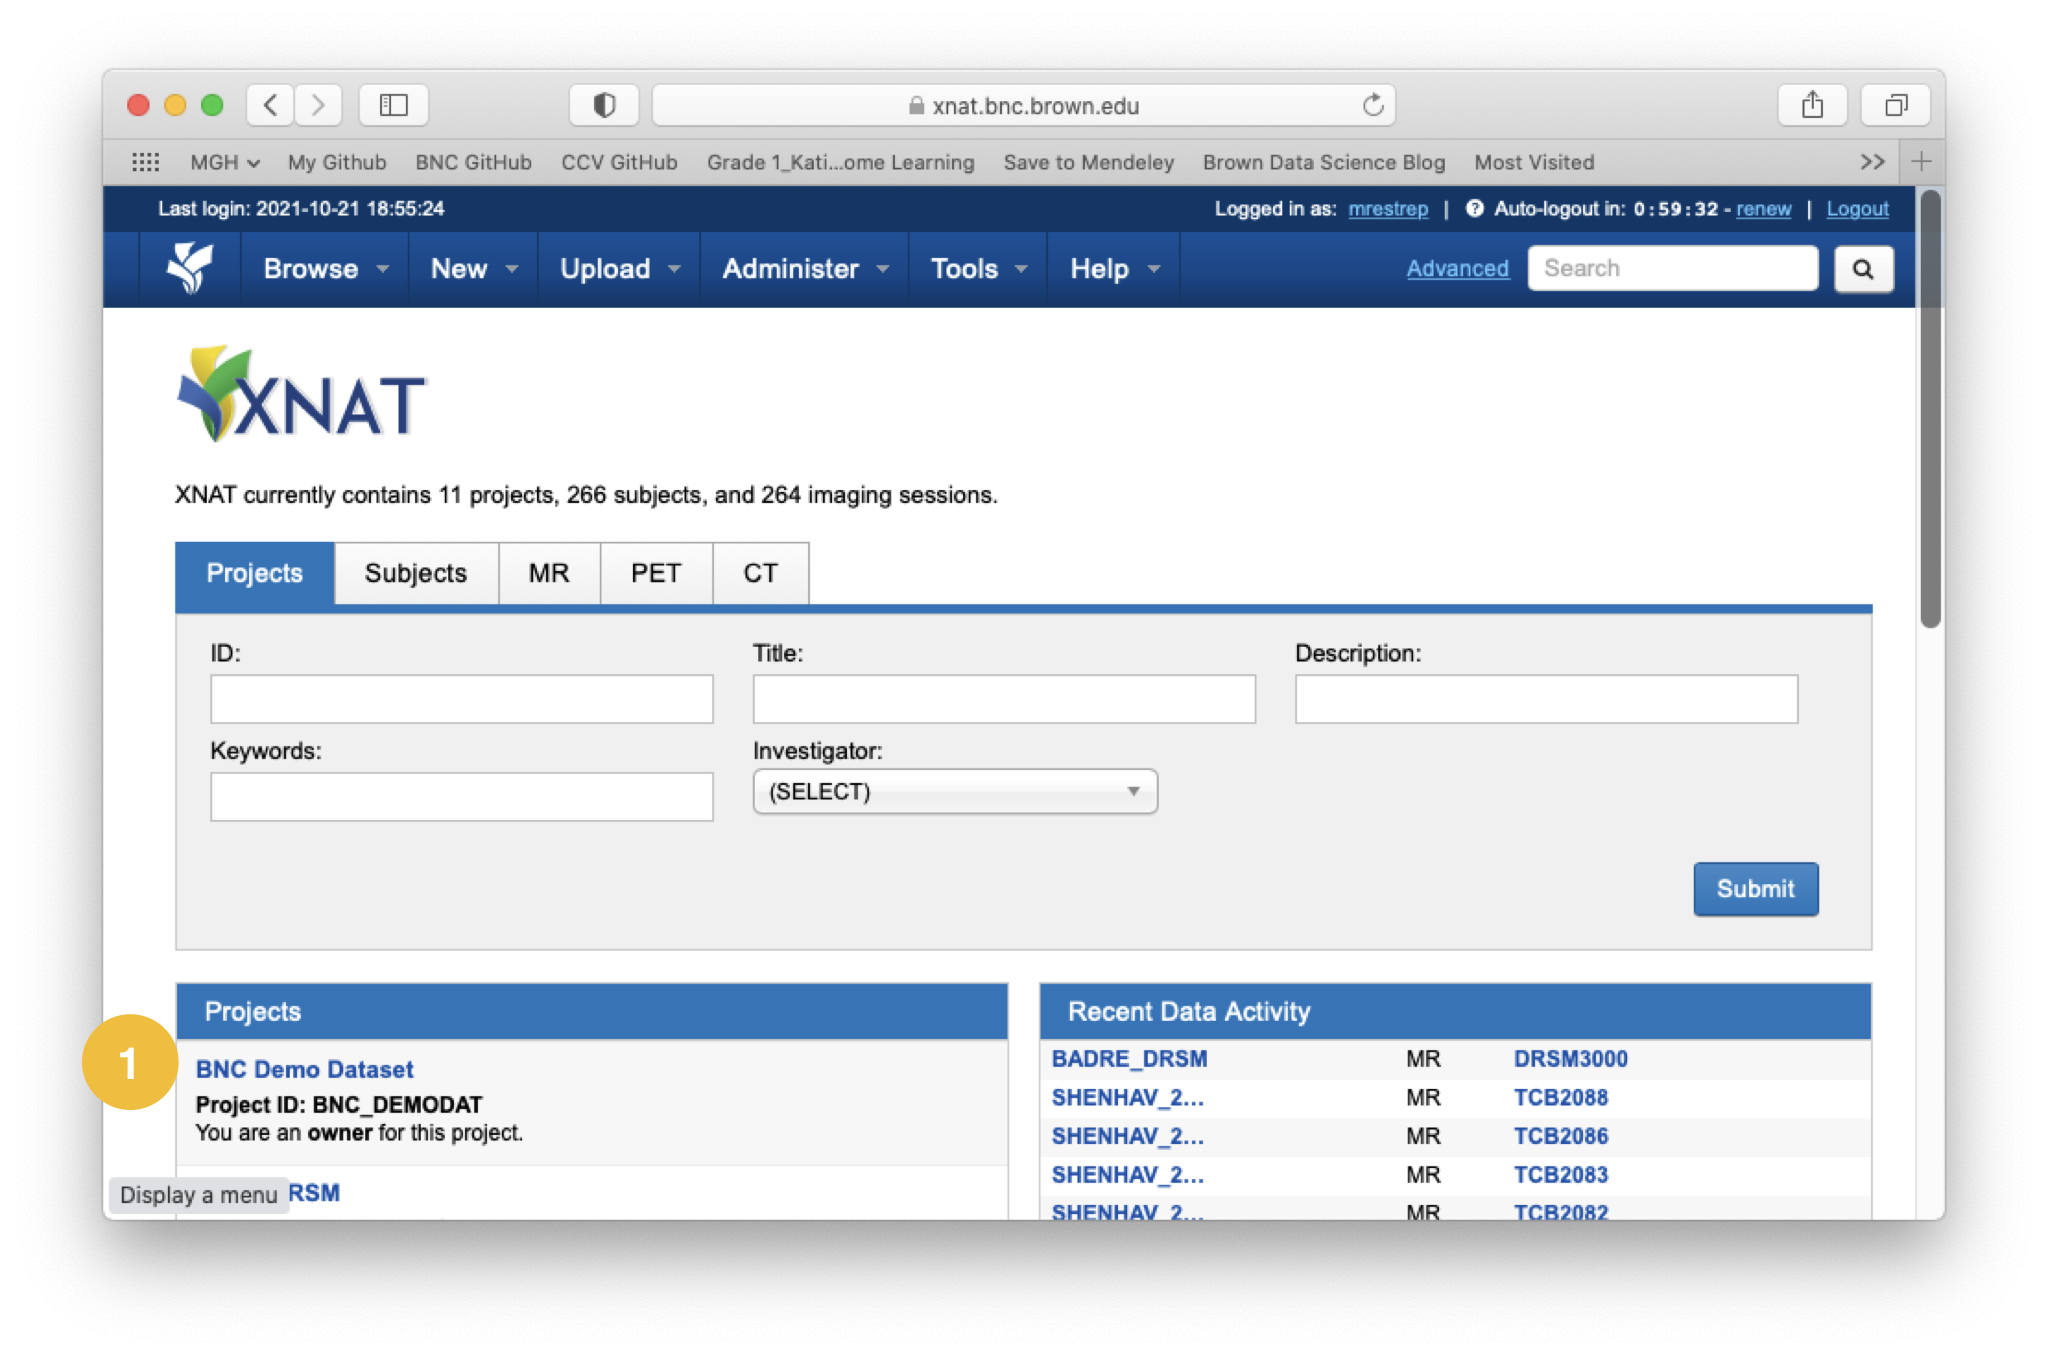 xnat.bnc.brown.edu
MGH My Github BNC GitHub CCV GitHub Grade 1_Kati...ome Learning Save to Mendeley Brown Data Science Blog Most Visited >>
Last login: 2021-10-21 18:55:24 Logged in as: mrestrep | Auto-logout in: 0:59:32 - renew | Logout
Browse New Upload Administer Tools Help Advanced Search
XNAT
XNAT currently contains 11 projects, 266 subjects, and 264 imaging sessions.
Projects Subjects MR PET CT
ID: Title: Description:
Keywords: Investigator:
(SELECT)
Submit
Projects
1
BNC Demo Dataset
Project ID: BNC_DEMODAT
You are an owner for this project.
RSM
Display a menu
Recent Data Activity
BADRE_DRSM MR DRSM3000
SHENHAV_2... MR TCB2088
SHENHAV_2... MR TCB2086
SHENHAV_2... MR TCB2083
SHENHAV_2... MR TCB2082